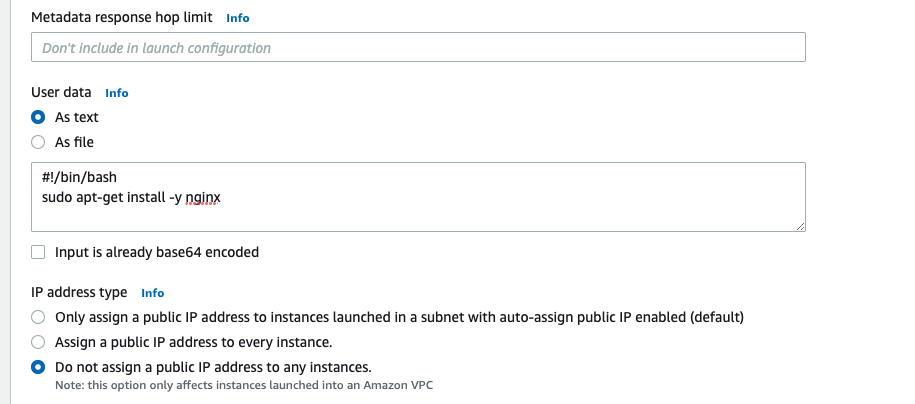 Metadata response hop limit Info
Don't include in launch configuration
User data Info
As text
As file
#!/bin/bash
sudo apt-get install -y nginx
Input is already base64 encoded
IP address type Info
Only assign a public IP address to instances launched in a subnet with auto-assign public IP enabled (default)
Assign a public IP address to every instance.
Do not assign a public IP address to any instances.
Note: this option only affects instances launched into an Amazon VPC